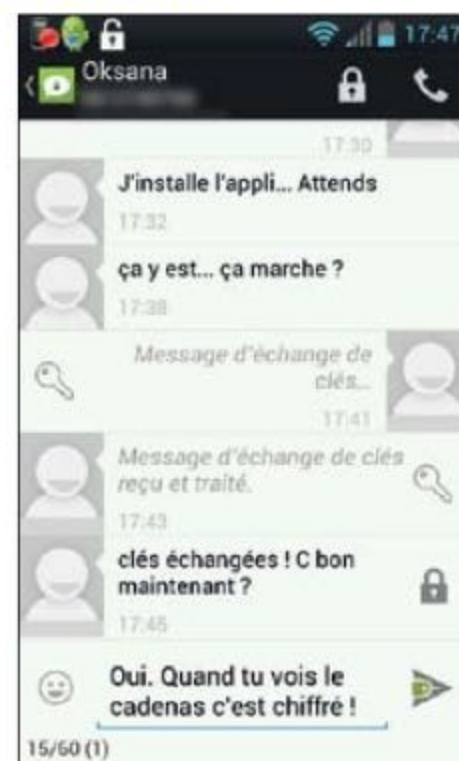 17:47
Oksana
17:30
J'installe l'appli... Attends
17:32
ça y est... ça marche ?
17:38
Message d'échange de
clés...
17:41
Message d'échange de clés
reçu et traité.
17:43
clés échangées ! C bon
maintenant ?
17:45
Oui. Quand tu vois le
cadenas c'est chiffré !
15/60 (1)